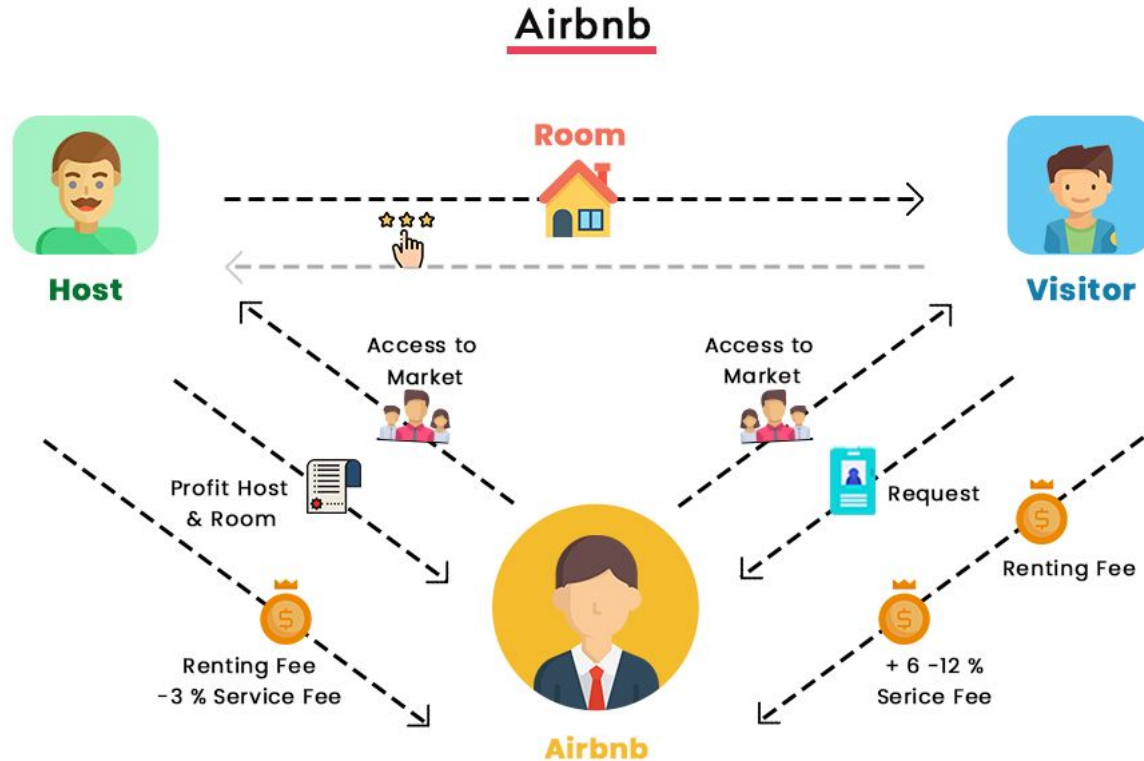 Airbnb
Room
Host
Visitor
Access to
Market
Access to
Market
Profit Host
& Room
Request
Renting Fee
Renting Fee
-3 % Service Fee
+ 6 -12 %
Serice Fee
Airbnb